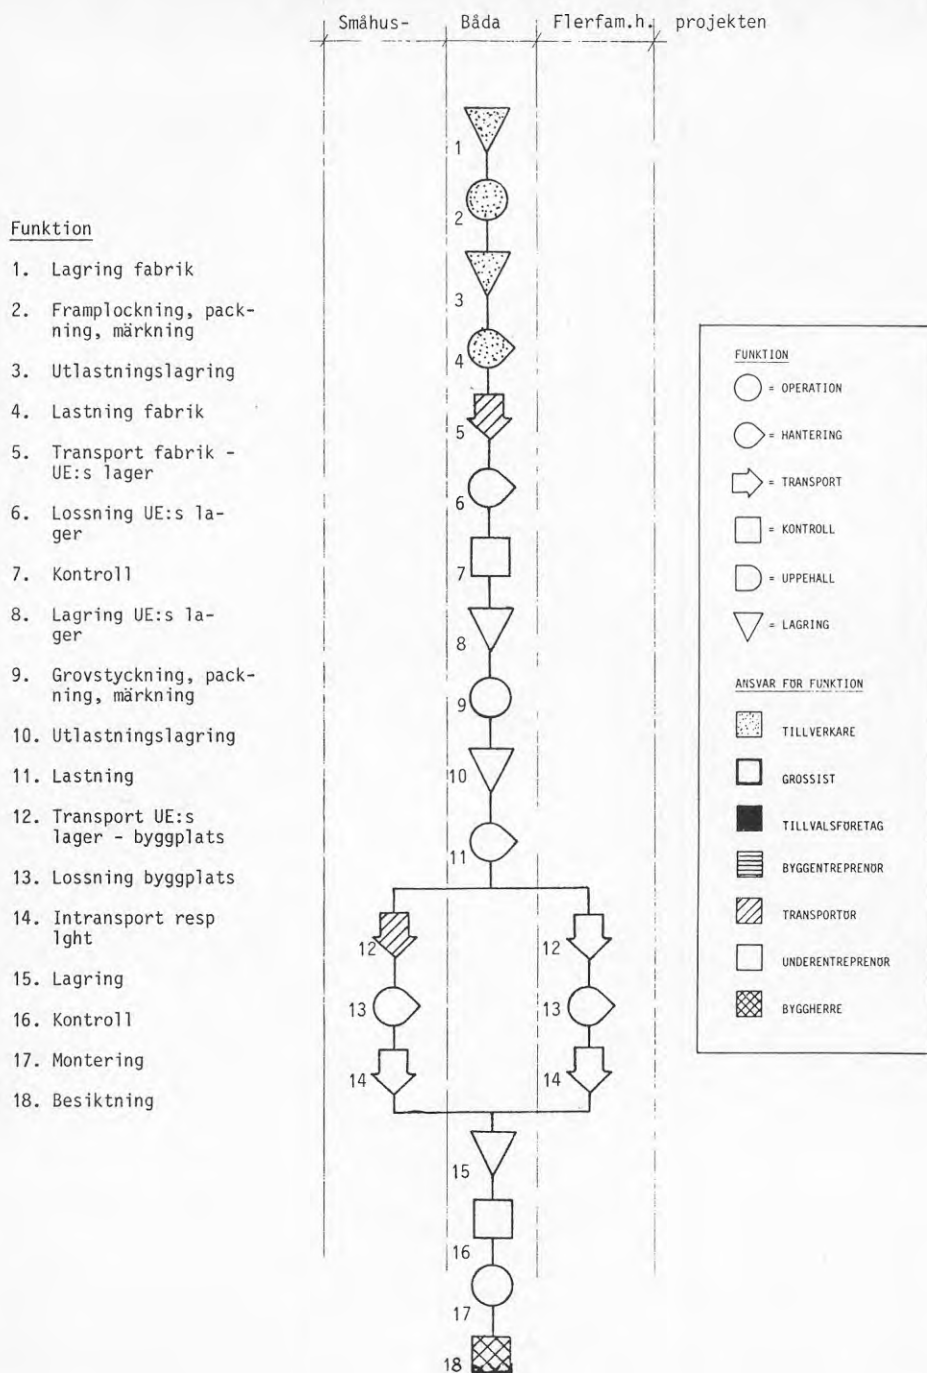 Småhus- Båda Flerfam.h. projekten
Funktion
1. Lagring fabrik
2. Framplockning, pack-
ning, märkning
3. Utlastningslagring
4. Lastning fabrik
5. Transport fabrik -
UE:s lager
6. Lossning UE:s la-
ger
7. Kontroll
8. Lagring UE:s la-
ger
9. Grovstyckning, pack-
ning, märkning
10. Utlastningslagring
11. Lastning
12. Transport UE:s
lager - byggplats
13. Lossning byggplats
14. Intransport resp
lght
15. Lagring
16. Kontroll
17. Montering
18. Besiktning
1
2
3
4
5
6
7
8
9
10
11
12 12
13 13
14 14
15
16
17
18
FUNKTION
= OPERATION
= HANTERING
= TRANSPORT
= KONTROLL
= UPPEHALL
= LAGRING
ANSVAR FÖR FUNKTION
TILLVERKARE
GROSSIST
TILLVALSFÖRETAG
BYGGENTREPRENÖR
TRANSPORTÖR
UNDERENTREPRENÖR
BYGGHERRE